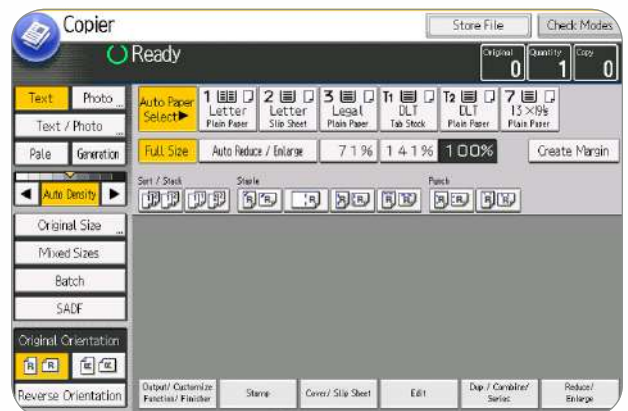 Copier
Store File
Check Modes
Ready
Original
Quantity
Copy
0
1
0
Text
Photo
Text / Photo
Pale
Generation
Auto Density
Original Size
Mixed Sizes
Batch
SADF
Original Orientation
R R
Reverse Orientation
Auto Paper
Select▶
1
Letter
Plain Paper
2
Letter
Slip Sheet
3
Legal
Plain Paper
T1
DLT
Tab Stock
T2
DLT
Plain Paper
7
13×19⅕
Plain Paper
Full Size
Auto Reduce / Enlarge
71%
141%
100%
Create Margin
Sort / Stack
Staple
Punch
Output/ Customize
Function/ Finisher
Stamp
Cover/ Slip Sheet
Edit
Dup./ Combine/
Series
Reduce/
Enlarge